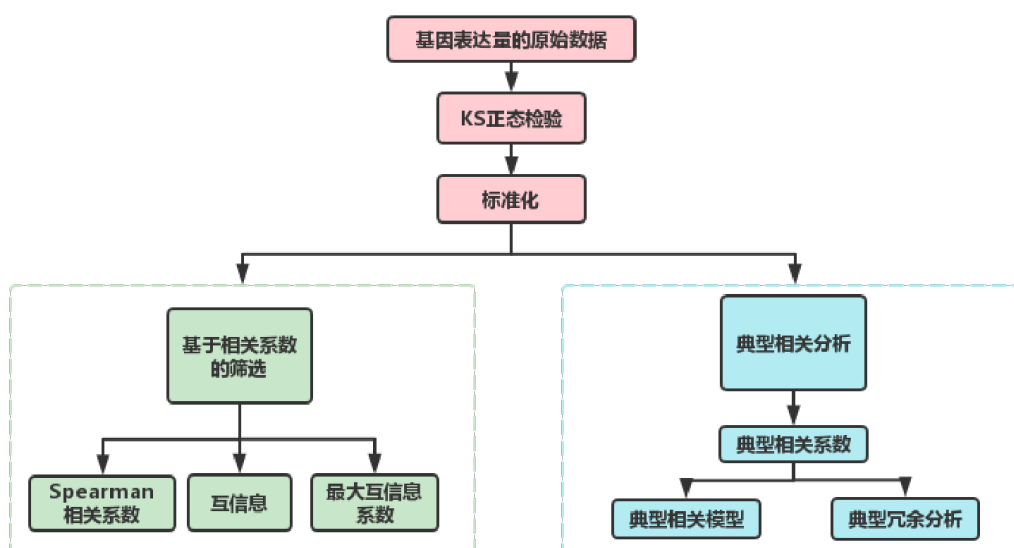 基因表达量的原始数据
KS正态检验
标准化
基于相关系数
的筛选
Spearman
相关系数
互信息
最大互信息
系数
典型相关分析
典型相关系数
典型相关模型
典型冗余分析